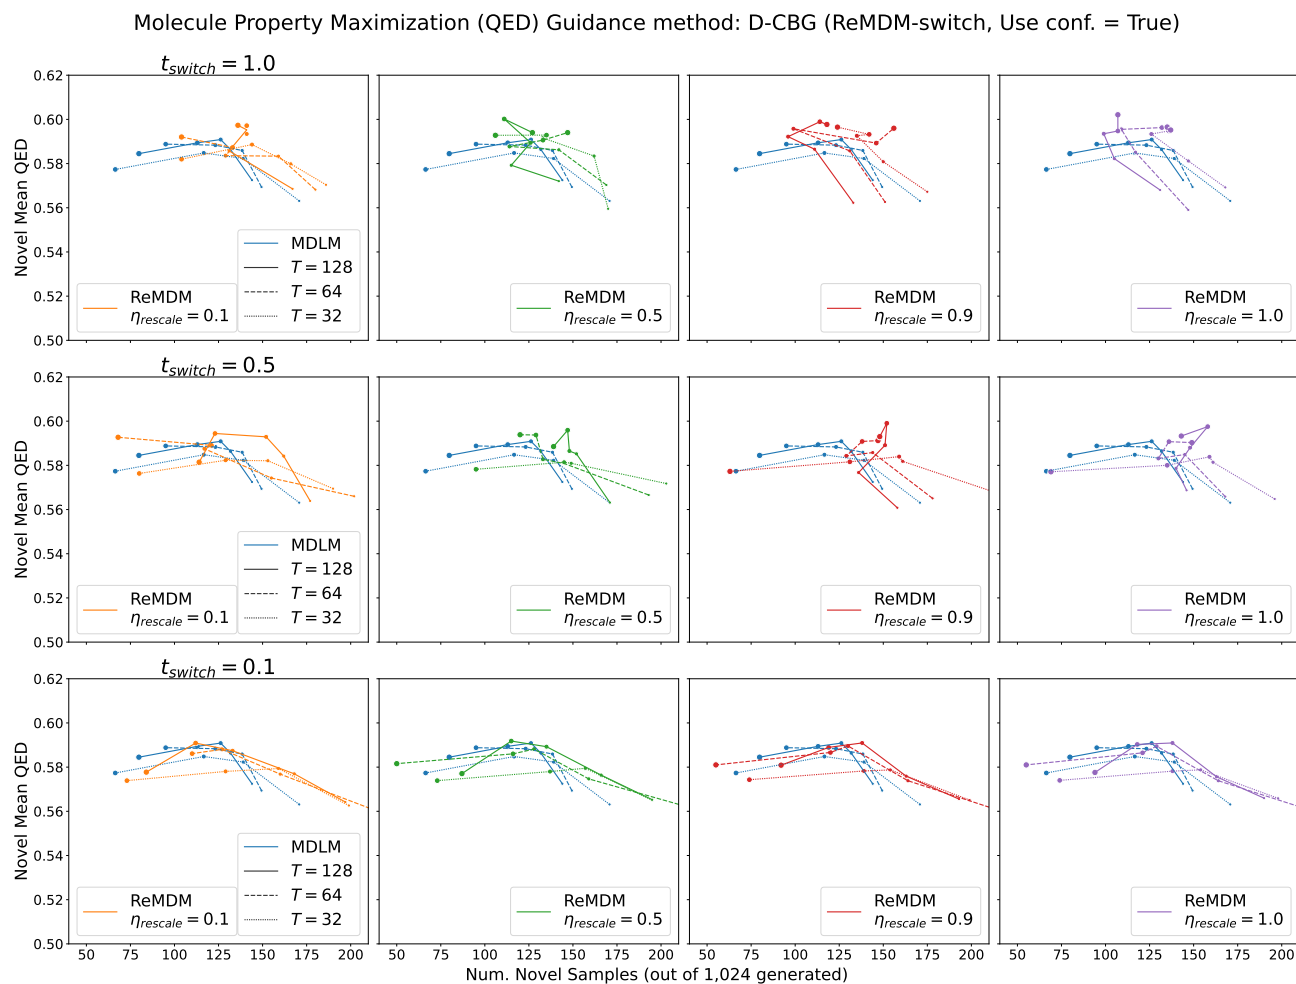 Molecule Property Maximization (QED) Guidance method: D-CBG (ReMDM-switch, Use conf. = True)
t_switch = 1.0
0.62
0.60
0.58
0.56
0.54
0.52
0.50
Novel Mean QED
MDLM
T = 128
T = 64
T = 32
ReMDM
η_rescale = 0.1
ReMDM
η_rescale = 0.5
ReMDM
η_rescale = 0.9
ReMDM
η_rescale = 1.0
t_switch = 0.5
0.62
0.60
0.58
0.56
0.54
0.52
0.50
Novel Mean QED
MDLM
T = 128
T = 64
T = 32
ReMDM
η_rescale = 0.1
ReMDM
η_rescale = 0.5
ReMDM
η_rescale = 0.9
ReMDM
η_rescale = 1.0
t_switch = 0.1
0.62
0.60
0.58
0.56
0.54
0.52
0.50
Novel Mean QED
MDLM
T = 128
T = 64
T = 32
ReMDM
η_rescale = 0.1
ReMDM
η_rescale = 0.5
ReMDM
η_rescale = 0.9
ReMDM
η_rescale = 1.0
50 75 100 125 150 175 200
50 75 100 125 150 175 200
50 75 100 125 150 175 200
50 75 100 125 150 175 200
Num. Novel Samples (out of 1,024 generated)